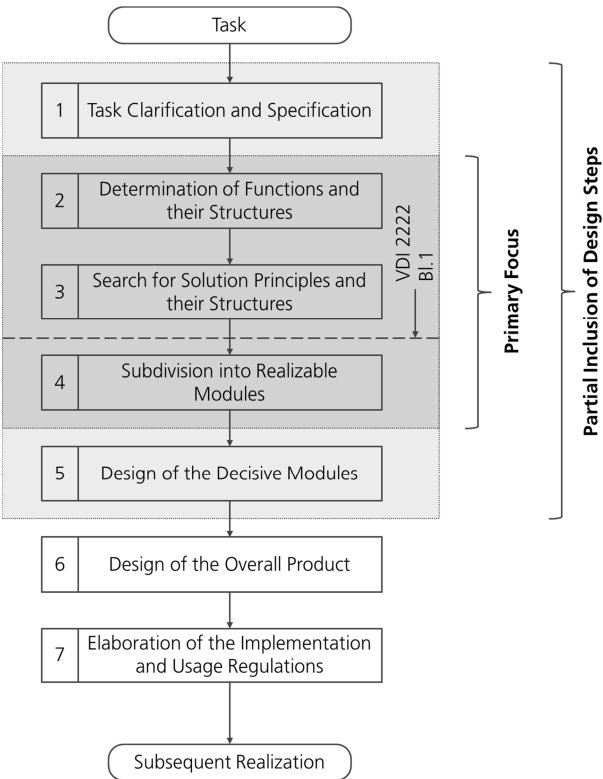 Task
1
Task Clarification and Specification
2
Determination of Functions and
their Structures
3
Search for Solution Principles and
their Structures
VDI 2222
Bl.1
4
Subdivision into Realizable
Modules
5
Design of the Decisive Modules
6
Design of the Overall Product
7
Elaboration of the Implementation
and Usage Regulations
Subsequent Realization
Primary Focus
Partial Inclusion of Design Steps